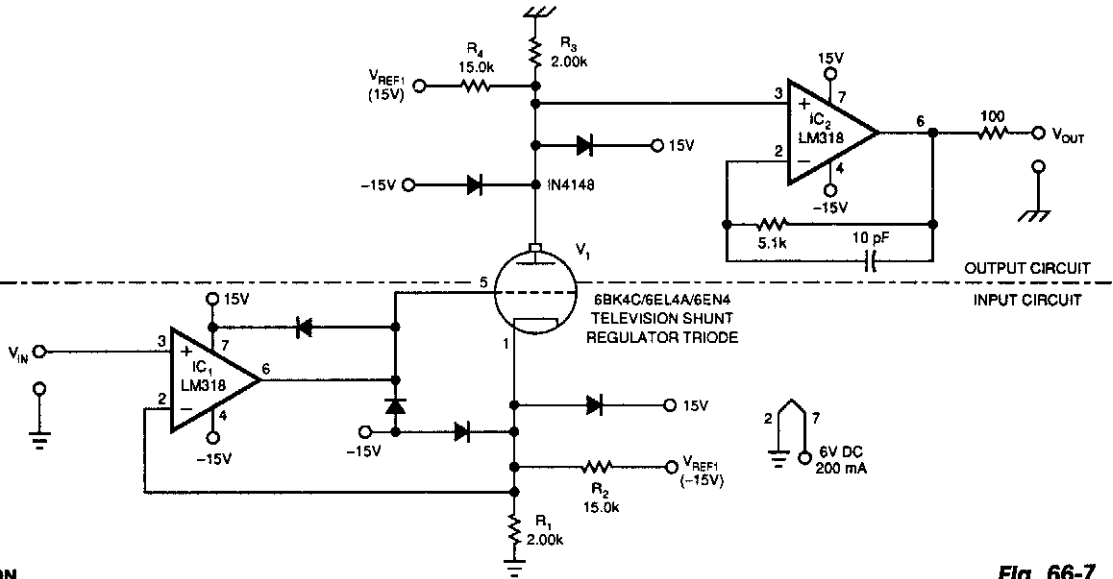 R3
2.00k
R4
15.0k
VREF1
(15V)
15V
3
+
7
IC2
LM318
6
100
VOUT
2
−
4
-15V
15V
-15V
IN4148
5.1k
10 pF
V1
OUTPUT CIRCUIT
INPUT CIRCUIT
5
6BK4C/6EL4A/6EN4
TELEVISION SHUNT
REGULATOR TRIODE
1
15V
VIN
3
+
7
IC1
LM318
6
2
−
4
-15V
-15V
15V
2
7
6V DC
200 mA
VREF1
(-15V)
R2
15.0k
R1
2.00k
ON
Fig. 66-7